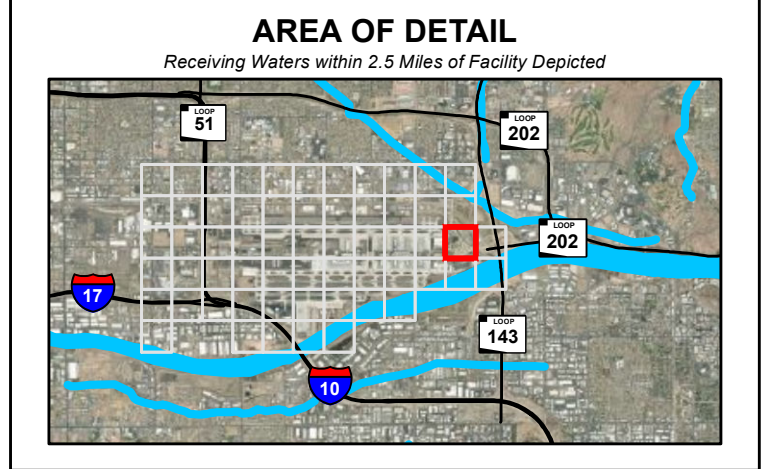 AREA OF DETAIL
Receiving Waters within 2.5 Miles of Facility Depicted
LOOP
51
LOOP
202
LOOP
202
17
LOOP
143
10